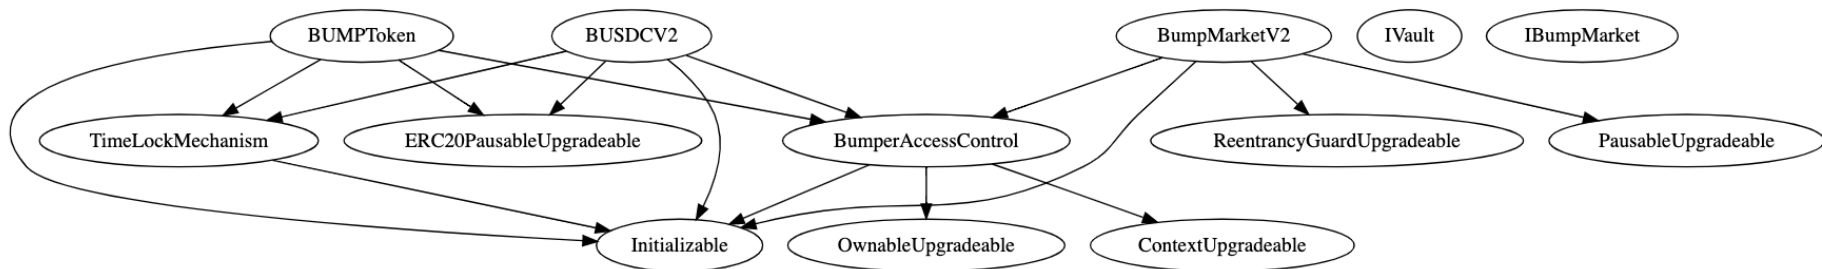 BUMPToken
BUSDCV2
BumpMarketV2
IVault
IBumpMarket
TimeLockMechanism
ERC20PausableUpgradeable
BumperAccessControl
ReentrancyGuardUpgradeable
PausableUpgradeable
Initializable
OwnableUpgradeable
ContextUpgradeable